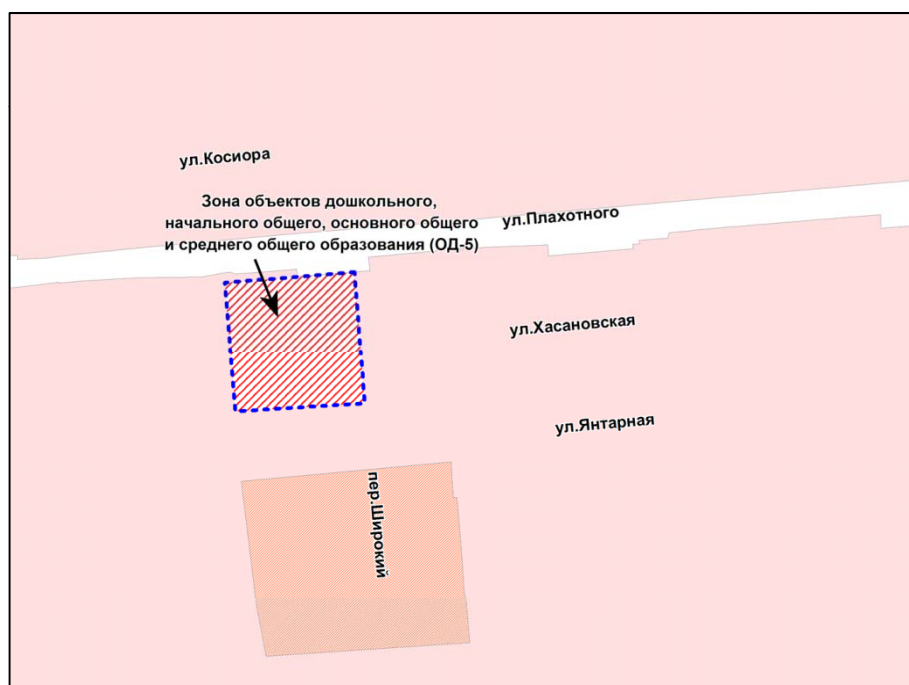 ул.Косиора
Зона объектов дошкольного,
начального общего, основного общего
и среднего общего образования (ОД-5)
ул.Плахотного
ул.Хасановская
ул.Янтарная
пер.Широкий